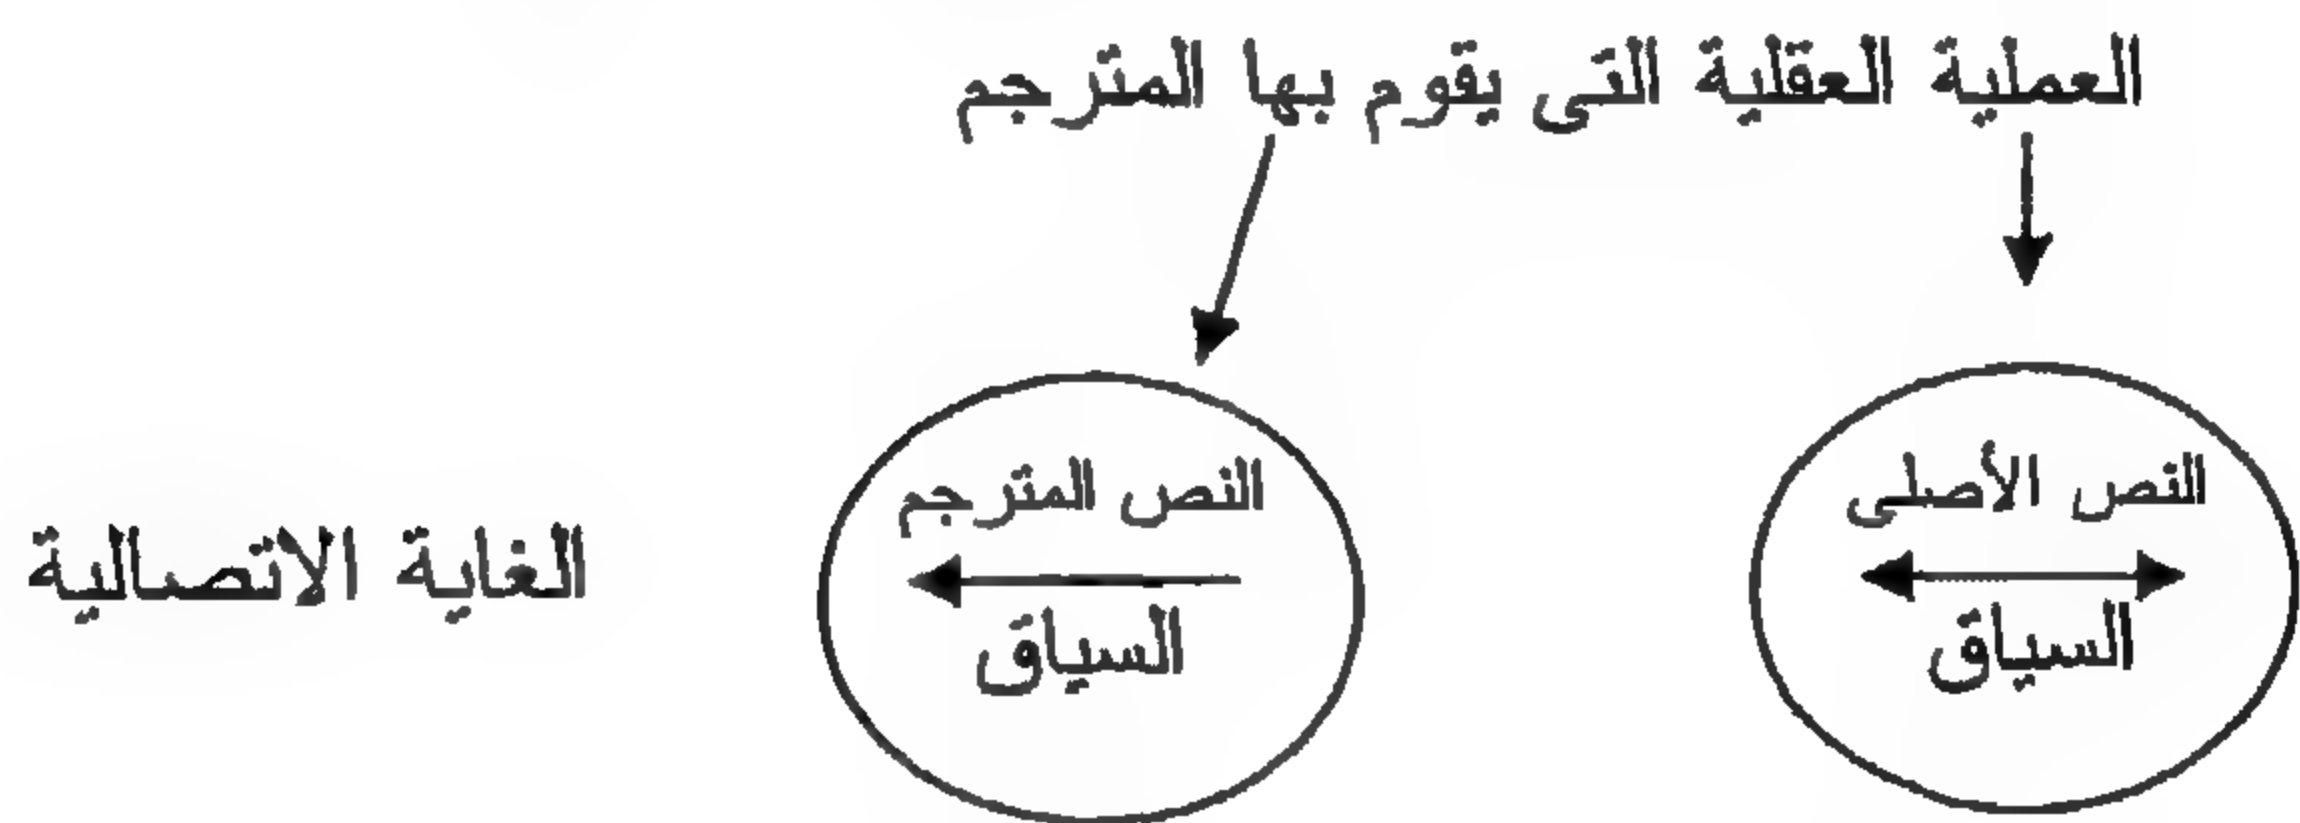 العملية العقلية التى يقوم بها المترجم
النص الأصلى
السياق
النص المترجم
السياق
الغاية الاتصالية